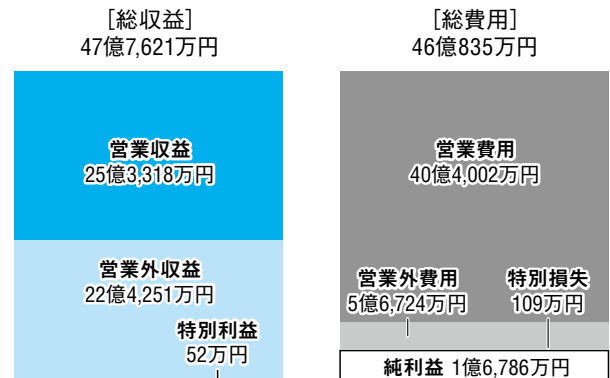 ［総収益］
47億7,621万円
営業収益
25億3,318万円
営業外収益
22億4,251万円
特別利益
52万円
［総費用］
46億835万円
営業費用
40億4,002万円
営業外費用
5億6,724万円
特別損失
109万円
純利益 1億6,786万円